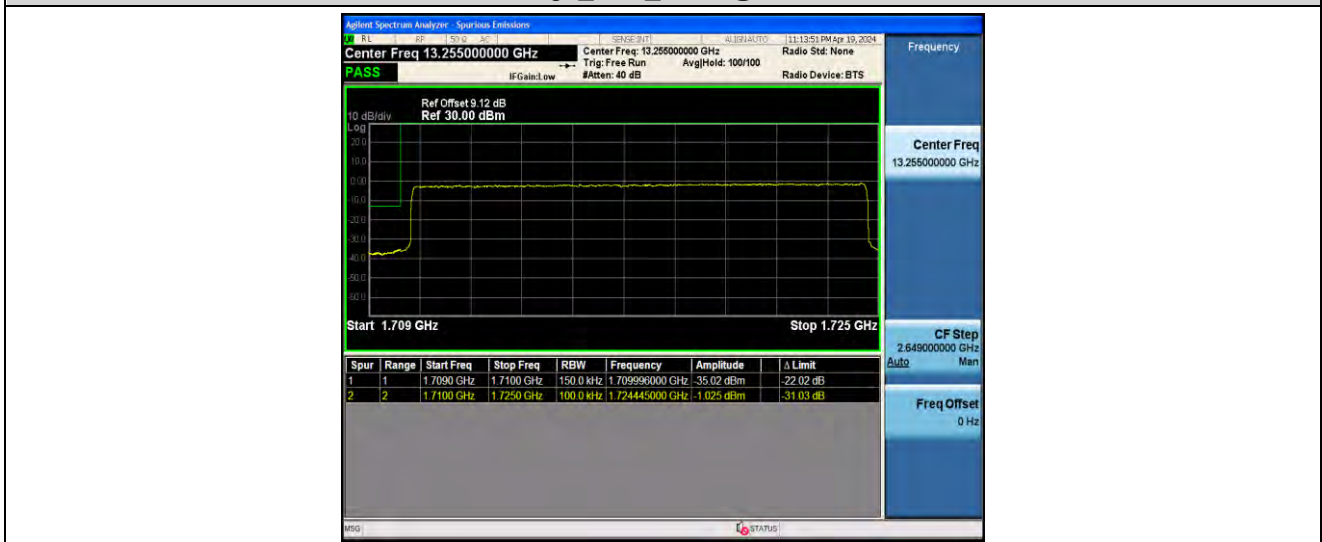 Agilent Spectrum Analyzer - Spurious Emissions
RL RF 50 Ω AC SENSE:INT ALIGNAUTO 11:13:51 PM Apr 19, 2024
Center Freq 13.255000000 GHz Center Freq: 13.255000000 GHz Radio Std: None Frequency
Trig: Free Run Avg|Hold: 100/100
PASS IFGain:Low #Atten: 40 dB Radio Device: BTS
Ref Offset 9.12 dB
10 dB/div Ref 30.00 dBm
Log
20.0
10.0
0.00
-10.0
-20.0
-30.0
-40.0
-50.0
-60.0
Center Freq
13.255000000 GHz
Start 1.709 GHz Stop 1.725 GHz
CF Step
2.649000000 GHz
Auto Man
Spur Range Start Freq Stop Freq RBW Frequency Amplitude Δ Limit
1 1 1.7090 GHz 1.7100 GHz 150.0 kHz 1.709996000 GHz -35.02 dBm -22.02 dB
2 2 1.7100 GHz 1.7250 GHz 100.0 kHz 1.724445000 GHz -1.025 dBm -31.03 dB
Freq Offset
0 Hz
MSG STATUS